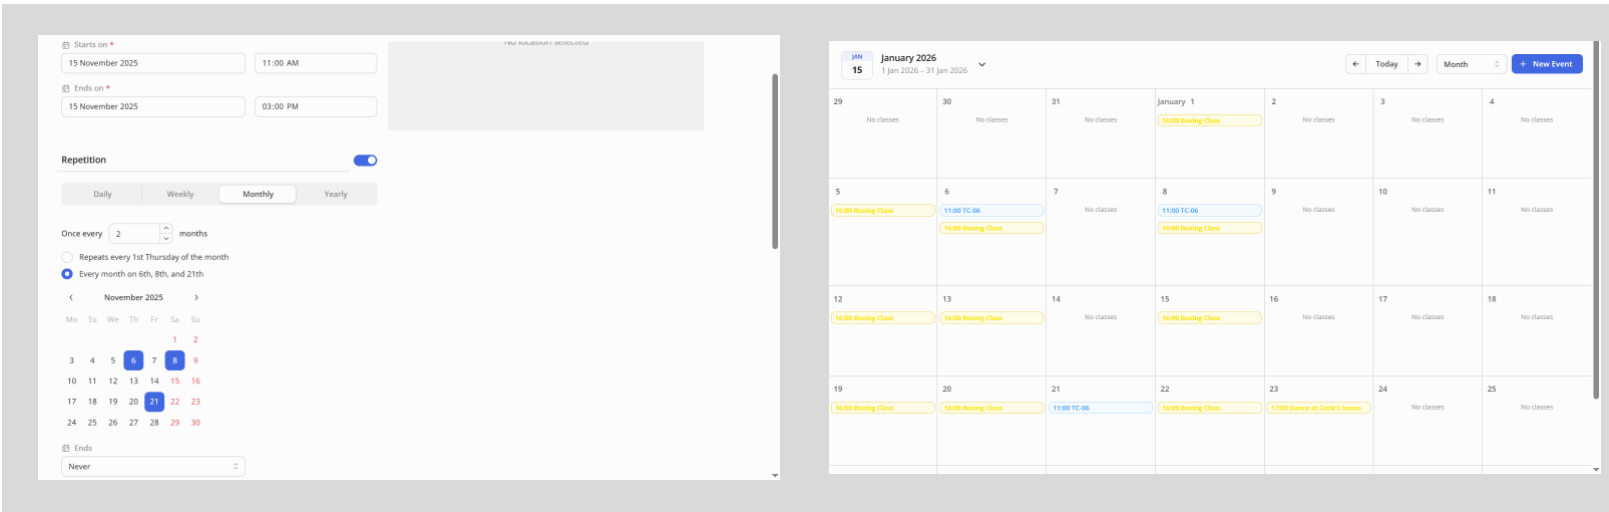 Starts on *
15 November 2025
11:00 AM
Ends on *
15 November 2025
03:00 PM
No location selected
Repetition
Daily Weekly Monthly Yearly
Once every 2 months
Repeats every 1st Thursday of the month
Every month on 6th, 8th, and 21th
November 2025
Mo Tu We Th Fr Sa Su
1 2
3 4 5 6 7 8 9
10 11 12 13 14 15 16
17 18 19 20 21 22 23
24 25 26 27 28 29 30
Ends
Never
JAN
15
January 2026
1 Jan 2026 – 31 Jan 2026
Today
Month
+ New Event
29 30 31 January 1 2 3 4
No classes No classes No classes 16:00 Boxing Class No classes No classes No classes
5 6 7 8 9 10 11
16:00 Boxing Class 11:00 TC-06 No classes 11:00 TC-06 No classes No classes No classes
16:00 Boxing Class 16:00 Boxing Class
12 13 14 15 16 17 18
16:00 Boxing Class 16:00 Boxing Class No classes 16:00 Boxing Class No classes No classes No classes
19 20 21 22 23 24 25
16:00 Boxing Class 16:00 Boxing Class 11:00 TC-06 16:00 Boxing Class 17:00 Dance at Cenk's house No classes No classes